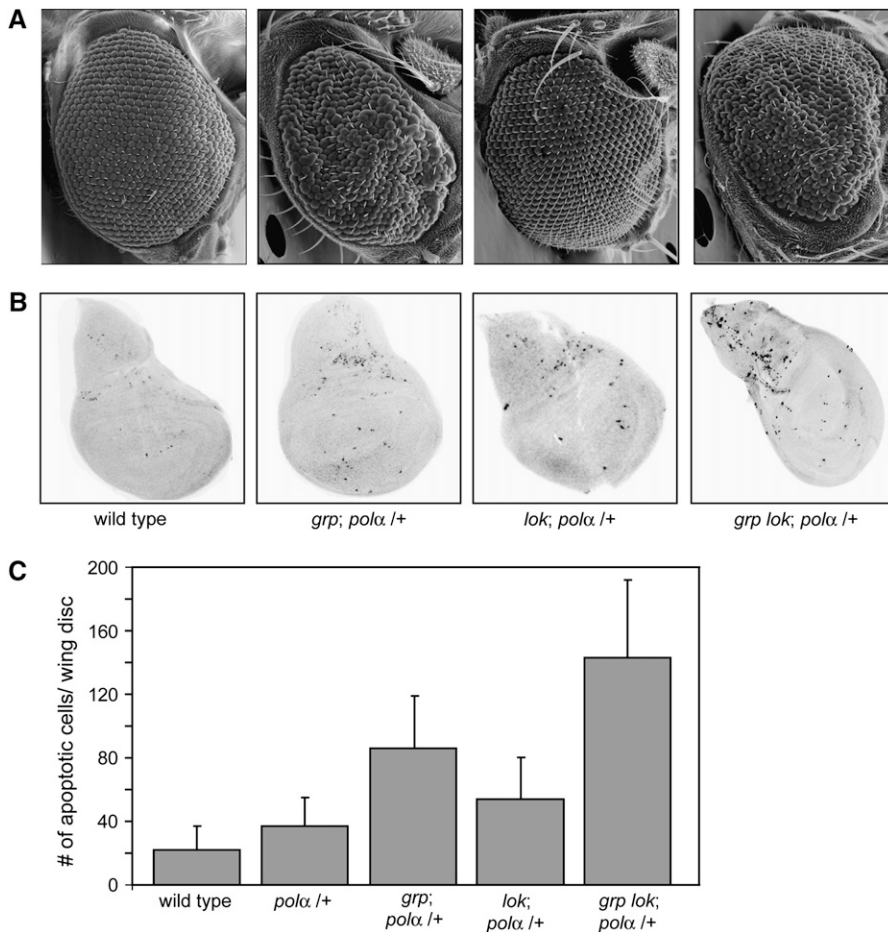 A
B
wild type
grp; polα /+
lok; polα /+
grp lok; polα /+
C
# of apoptotic cells/ wing disc
200
160
120
80
40
0
wild type
polα /+
grp;
polα /+
lok;
polα /+
grp lok;
polα /+